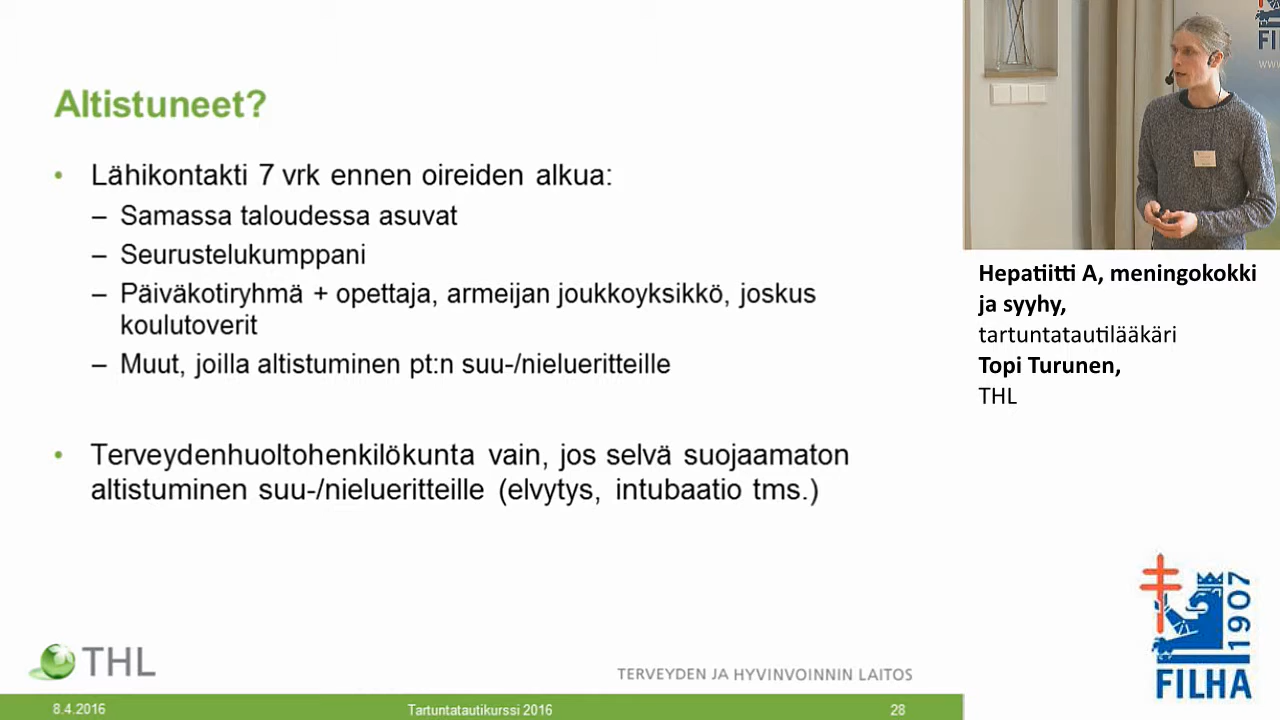 Altistuneet?
• Lähikontakti 7 vrk ennen oireiden alkua:
– Samassa taloudessa asuvat
– Seurustelukumppani
– Päiväkotiryhmä + opettaja, armeijan joukkoyksikkö, joskus
koulutoverit
– Muut, joilla altistuminen pt:n suu-/nielueritteille
• Terveydenhuoltohenkilökunta vain, jos selvä suojaamaton
altistuminen suu-/nielueritteille (elvytys, intubaatio tms.)
THL
TERVEYDEN JA HYVINVOINNIN LAITOS
8.4.2016
Tartuntatautikurssi 2016
28
Hepatiitti A, meningokokki
ja syyhy,
tartuntatautilääkäri
Topi Turunen,
THL
1907
FILHA